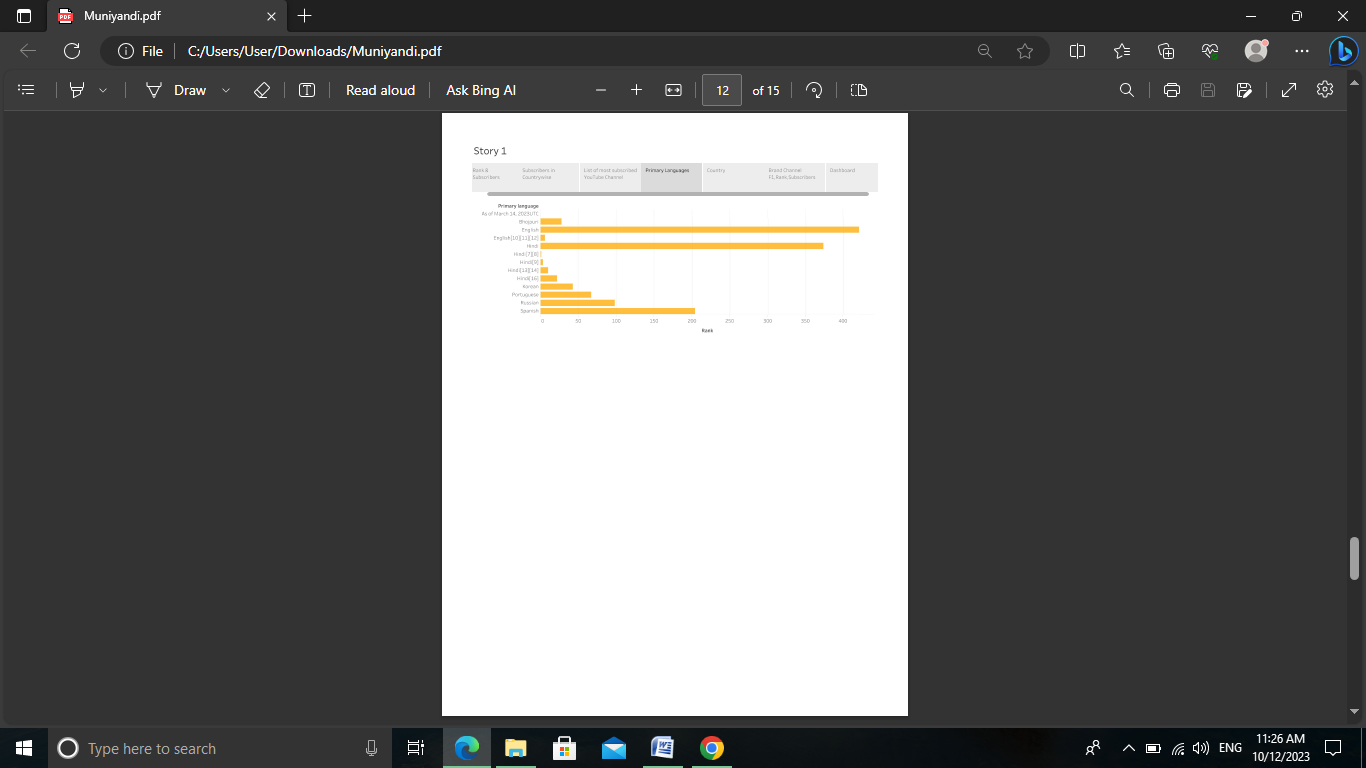 Muniyandi.pdf
File
C:/Users/User/Downloads/Muniyandi.pdf
Draw
Read aloud
Ask Bing AI
12 of 15
Story 1
Rank &
Subscribers
Subscribers in
Countrywise
List of most subscribed
YouTube Channel
Primary Languages
Country
Brand Channel
F3, Rank, Subscribers
Dashboard
Primary language
As of March 14, 2023UTC
Bhojpuri
English
English[10][11][12]
Hindi
Hindi[7][8]
Hindi[9]
Hindi[13][14]
Hindi[15]
Korean
Portuguese
Russian
Spanish
0 50 100 150 200 250 300 350 400
Rank
Type here to search
ENG
11:26 AM
10/12/2023